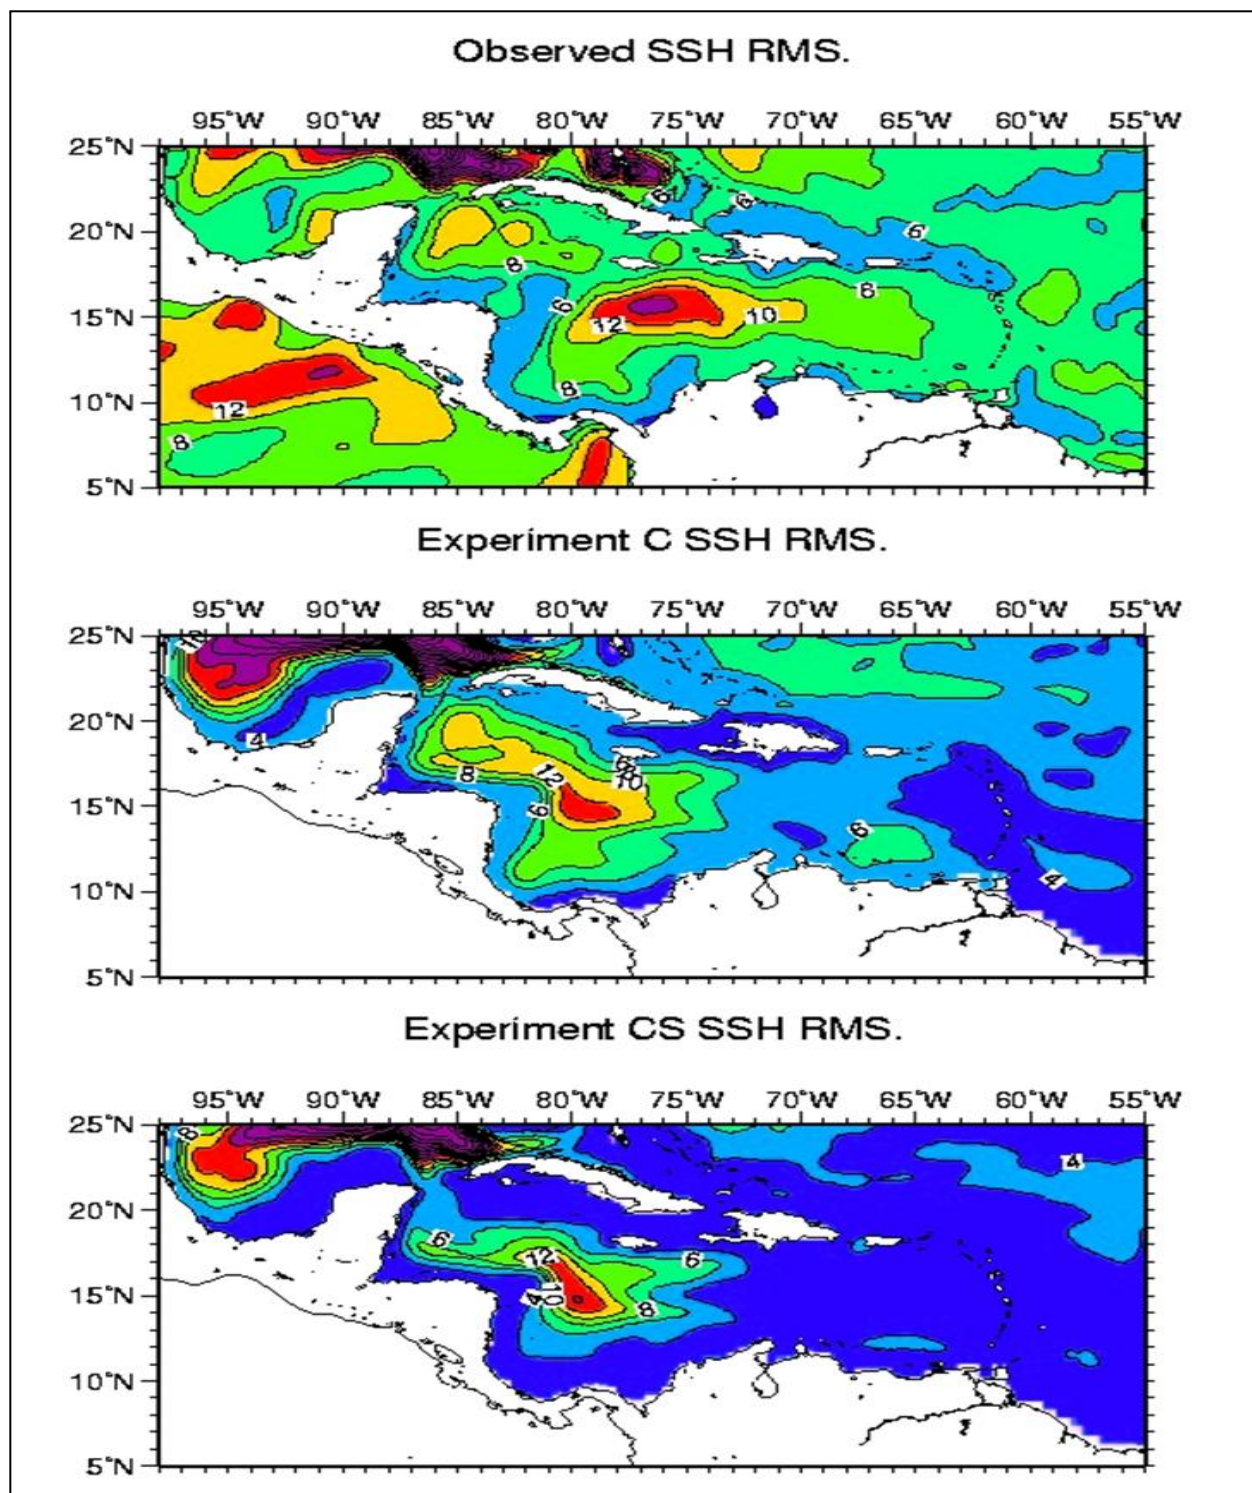 Observed SSH RMS.
95°W 90°W 85°W 80°W 75°W 70°W 65°W 60°W 55°W
25°N
6 6
20°N 6
8
8
6
15°N 12 10
8
10°N 12
8
5°N
Experiment C SSH RMS.
95°W 90°W 85°W 80°W 75°W 70°W 65°W 60°W 55°W
25°N 12
20°N
4 6
8 12 8 10
15°N 6
6
10°N 4
5°N
Experiment CS SSH RMS.
95°W 90°W 85°W 80°W 75°W 70°W 65°W 60°W 55°W
25°N 8
4
20°N
6 12 6
15°N 4 10 8
10°N
5°N